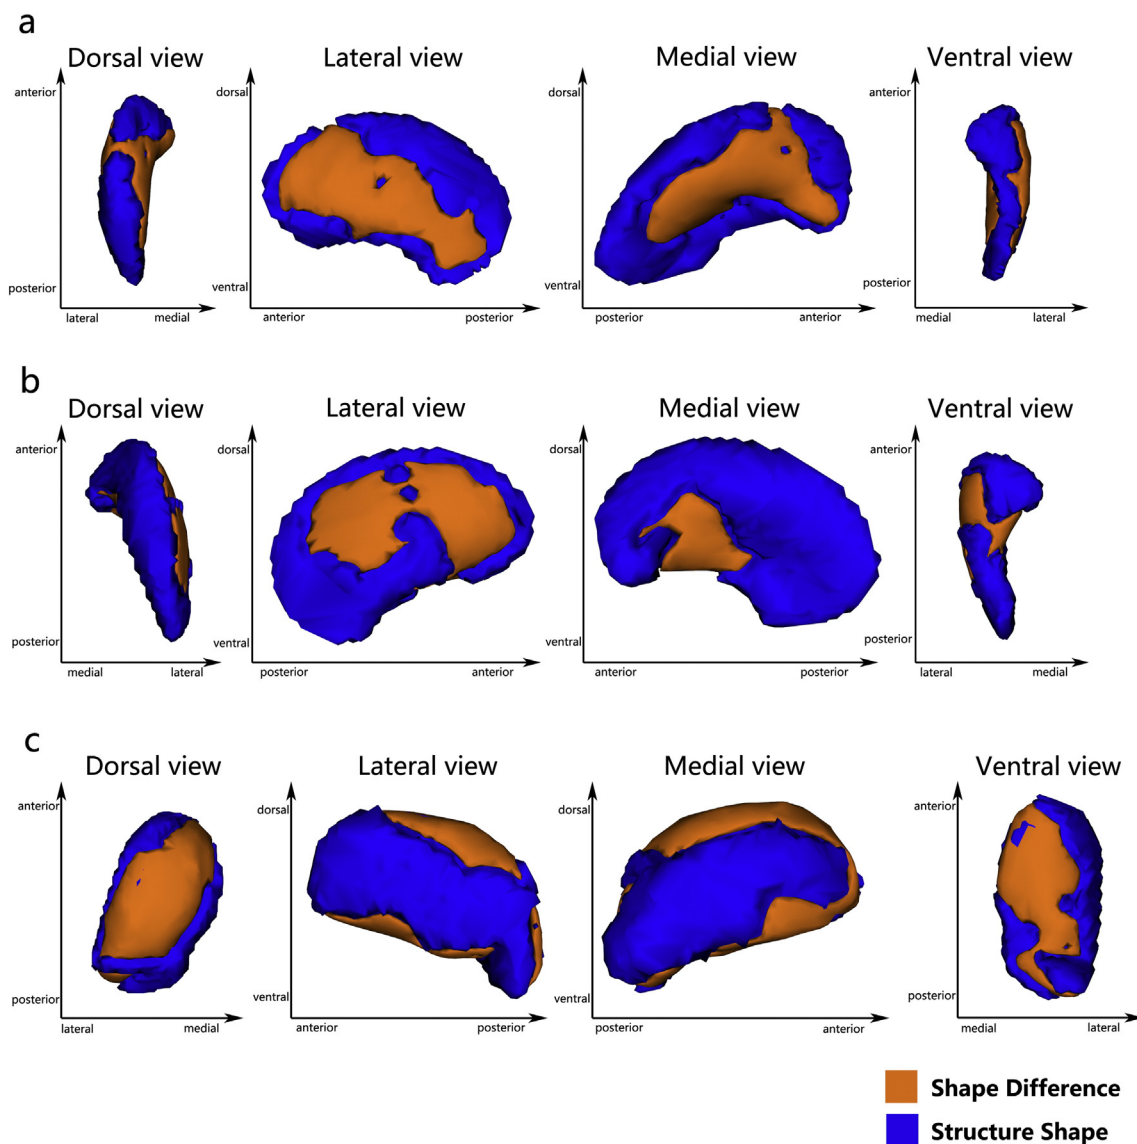 a
Dorsal view
Lateral view
Medial view
Ventral view
anterior
posterior
lateral
medial
dorsal
ventral
anterior
posterior
dorsal
ventral
posterior
anterior
anterior
posterior
medial
lateral
b
Dorsal view
Lateral view
Medial view
Ventral view
anterior
posterior
medial
lateral
dorsal
ventral
posterior
anterior
dorsal
ventral
anterior
posterior
anterior
posterior
lateral
medial
c
Dorsal view
Lateral view
Medial view
Ventral view
anterior
posterior
lateral
medial
dorsal
ventral
anterior
posterior
dorsal
ventral
posterior
anterior
anterior
posterior
medial
lateral
Shape Difference
Structure Shape